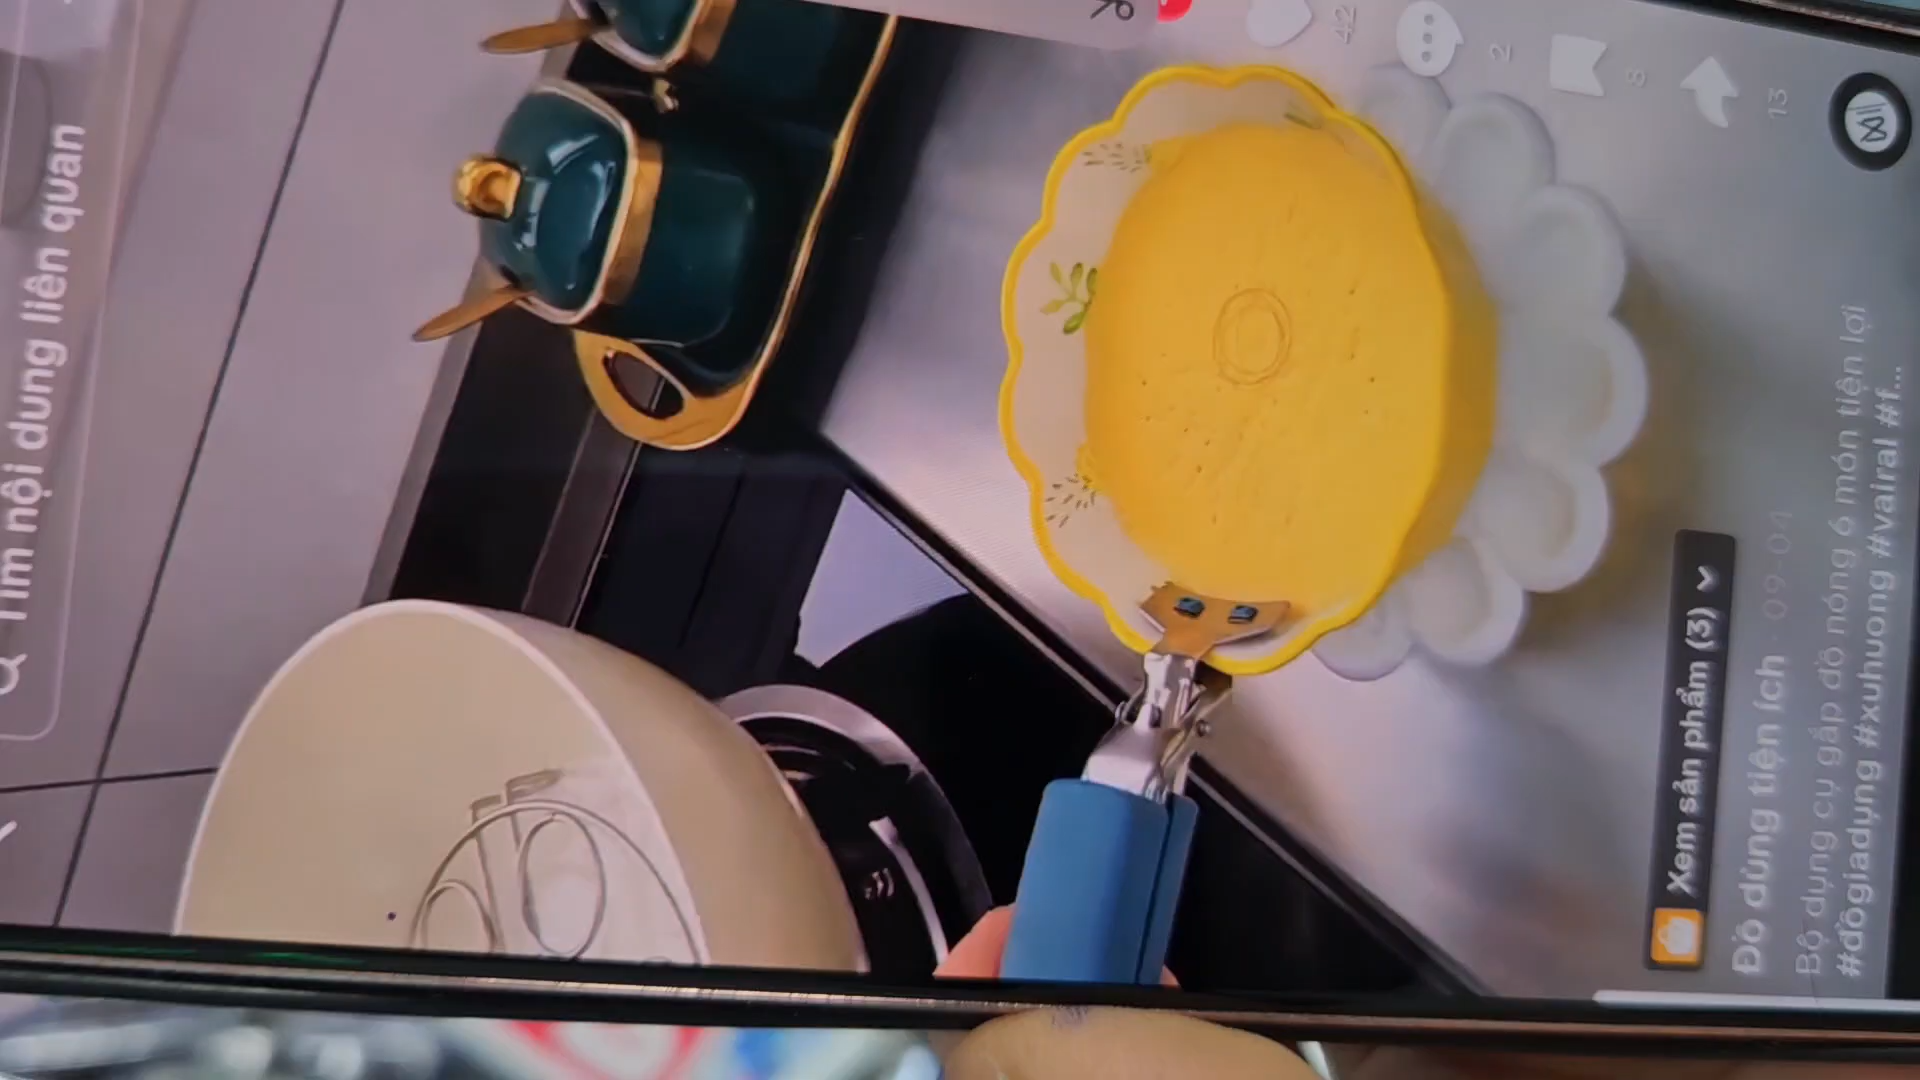 Tìm nội dung liên quan
42
2
8
13
Xem sản phẩm (3)
Đồ dùng tiện ích · 09-04
Bộ dụng cụ gắp đồ nóng 6 món tiện lợi
#đồgiadụng #xuhuong #vairal #f...